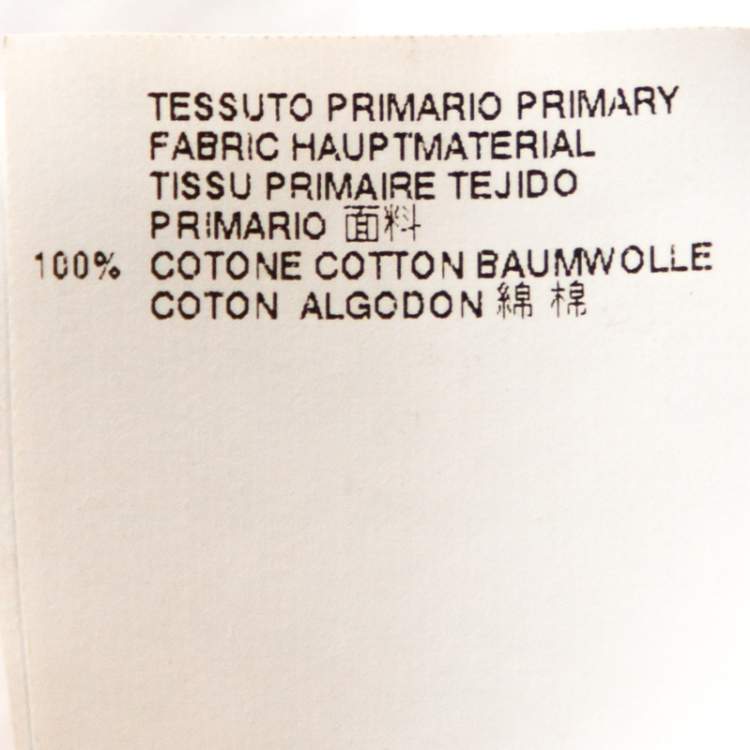 TESSUTO PRIMARIO PRIMARY
FABRIC HAUPTMATERIAL
TISSU PRIMAIRE TEJIDO
PRIMARIO 面料
100% COTONE COTTON BAUMWOLLE
COTON ALGODON 綿 棉